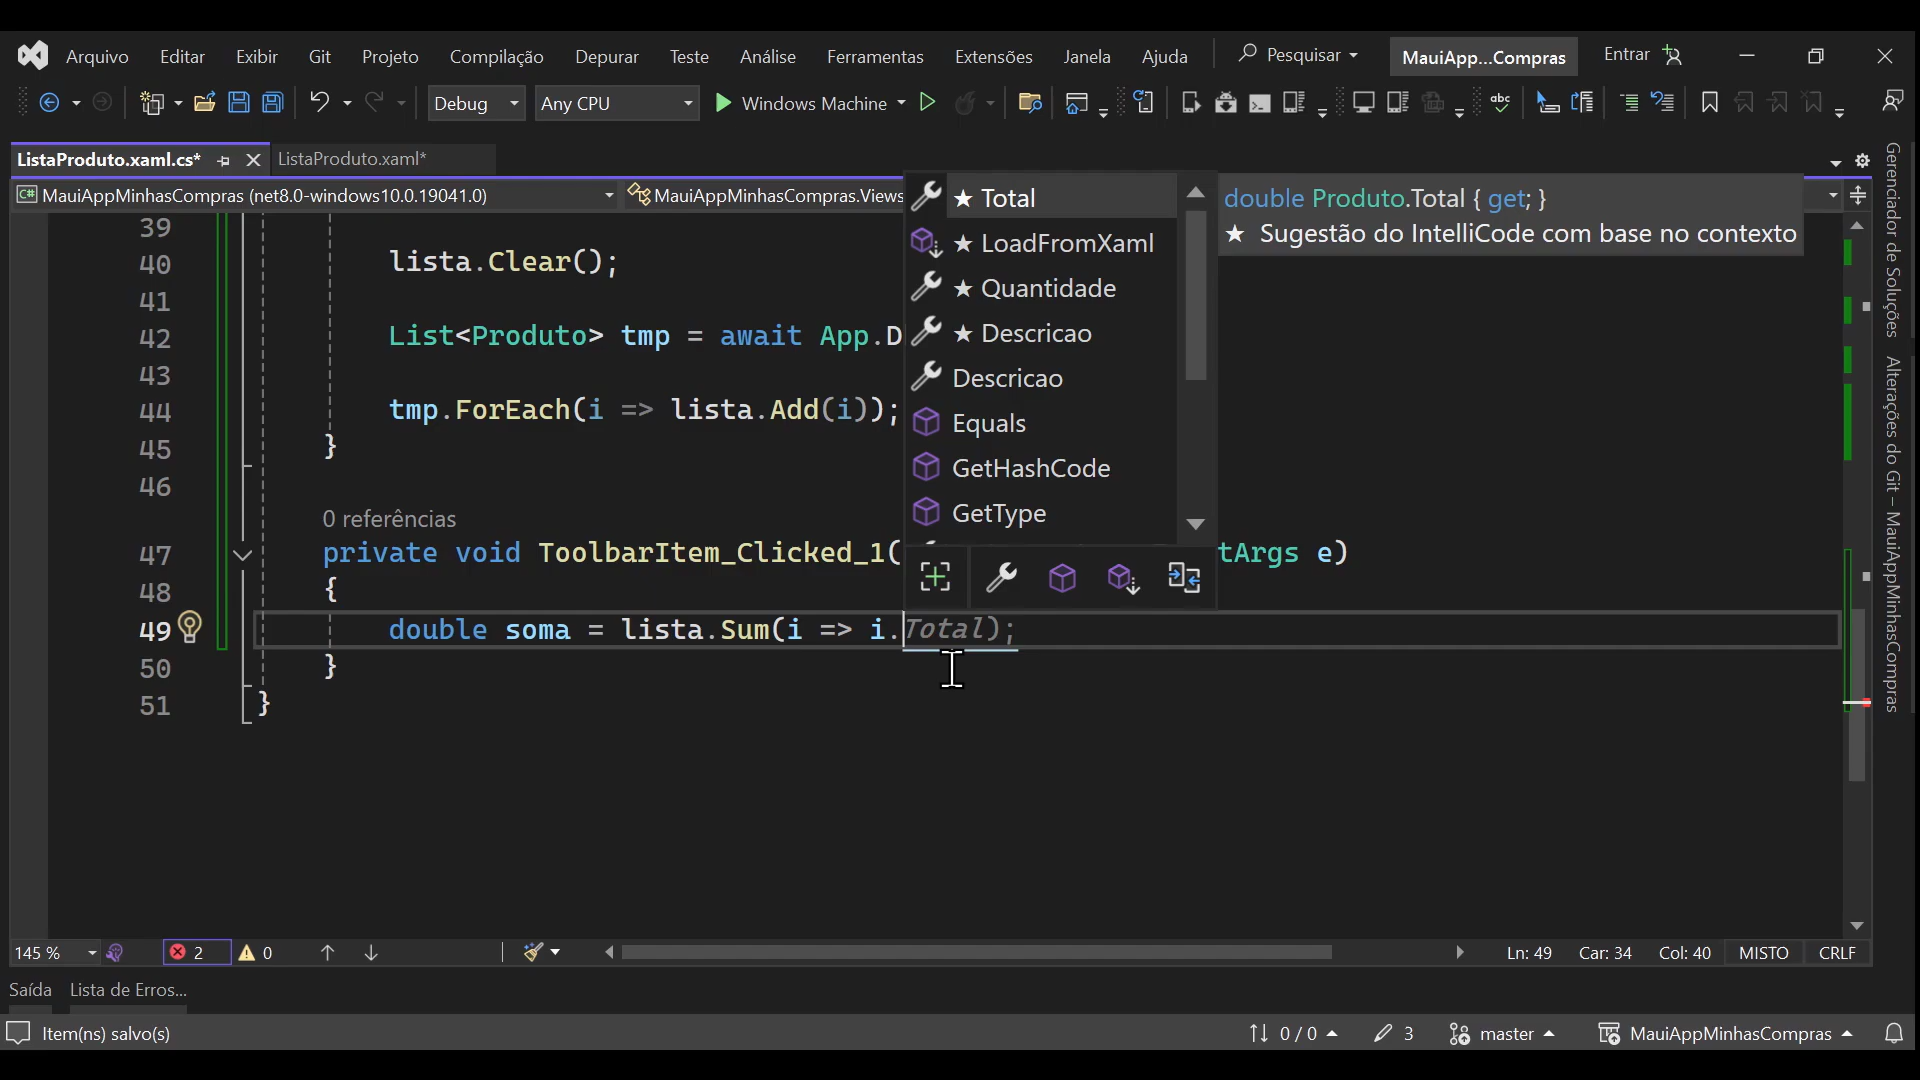 Arquivo Editar Exibir Git Projeto Compilação Depurar Teste Análise Ferramentas Extensões Janela Ajuda Pesquisar MauiApp...Compras Entrar
Debug Any CPU Windows Machine abc
ListaProduto.xaml.cs* ListaProduto.xaml*
C# MauiAppMinhasCompras (net8.0-windows10.0.19041.0) MauiAppMinhasCompras.Views
39
40 lista.Clear();
41
42 List<Produto> tmp = await App.D
43
44 tmp.ForEach(i => lista.Add(i));
45 }
46
0 referências
47 private void ToolbarItem_Clicked_1( tArgs e)
48 {
49 double soma = lista.Sum(i => i.Total);
50 }
51 }
★ Total
★ LoadFromXaml
★ Quantidade
★ Descricao
Descricao
Equals
GetHashCode
GetType
double Produto.Total { get; }
★ Sugestão do IntelliCode com base no contexto
Gerenciador de Soluções
Alterações do Git – MauiAppMinhasCompras
145 % 2 0 Ln: 49 Car: 34 Col: 40 MISTO CRLF
Saída Lista de Erros...
Item(ns) salvo(s) 0 / 0 3 master MauiAppMinhasCompras